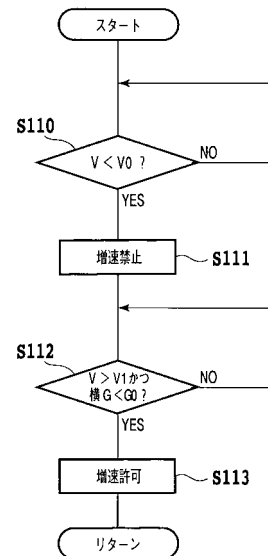 スタート
S110
V < V0 ?
NO
YES
増速禁止
S111
S112
V > V1かつ
横G<G0?
NO
YES
増速許可
S113
リターン